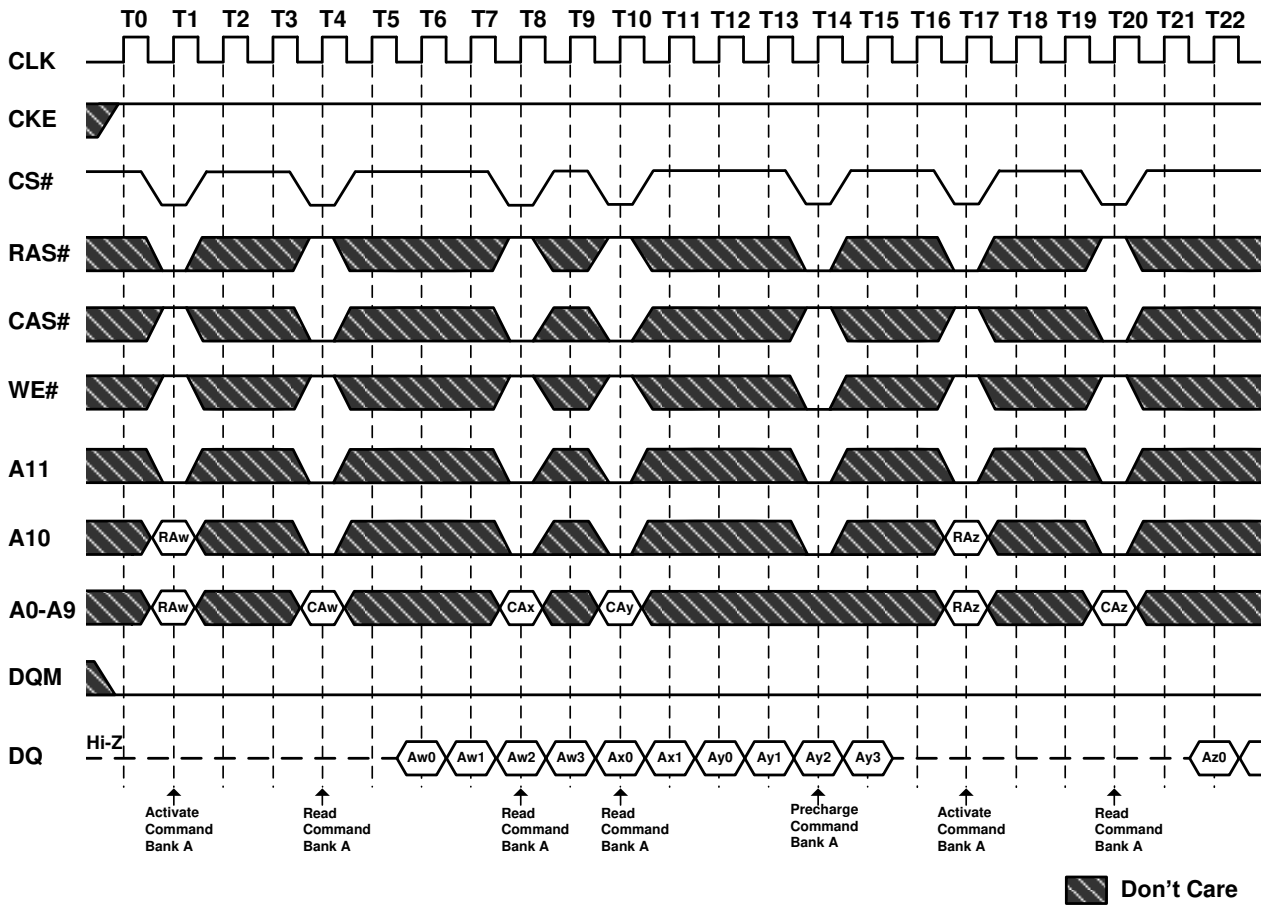 T0 T1 T2 T3 T4 T5 T6 T7 T8 T9 T10 T11 T12 T13 T14 T15 T16 T17 T18 T19 T20 T21 T22
CLK
CKE
CS#
RAS#
CAS#
WE#
A11
A10 RAw RAz
A0-A9 RAw CAw CAx CAy RAz CAz
DQM
Hi-Z
DQ Aw0 Aw1 Aw2 Aw3 Ax0 Ax1 Ay0 Ay1 Ay2 Ay3 Az0
Activate
Command
Bank A
Read
Command
Bank A
Read
Command
Bank A
Read
Command
Bank A
Precharge
Command
Bank A
Activate
Command
Bank A
Read
Command
Bank A
Don't Care